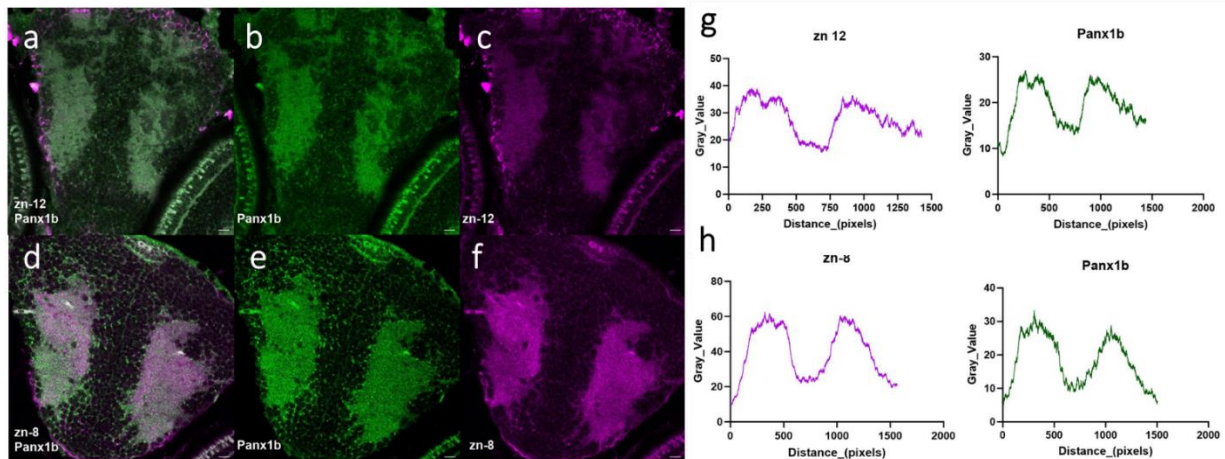 a
zn-12
Panx1b
b
Panx1b
c
zn-12
d
zn-8
Panx1b
e
Panx1b
f
zn-8
g
zn 12
Gray_Value
50
40
30
20
10
0
0 250 500 750 1000 1250 1500
Distance_(pixels)
Panx1b
Gray_Value
30
20
10
0
0 500 1000 1500 2000
Distance_(pixels)
h
zn-8
Gray_Value
80
60
40
20
0
0 500 1000 1500 2000
Distance_(pixels)
Panx1b
Gray_Value
40
30
20
10
0
0 500 1000 1500 2000
Distance_(pixels)